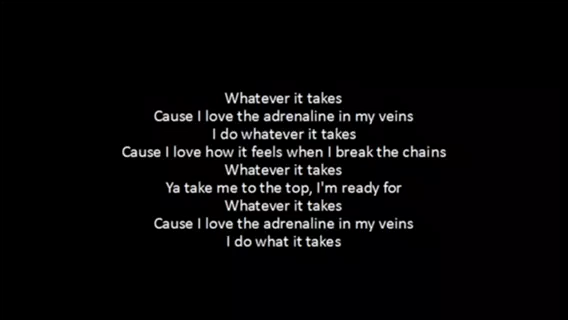 Whatever it takes
Cause I love the adrenaline in my veins
I do whatever it takes
Cause I love how it feels when I break the chains
Whatever it takes
Ya take me to the top, I'm ready for
Whatever it takes
Cause I love the adrenaline in my veins
I do what it takes